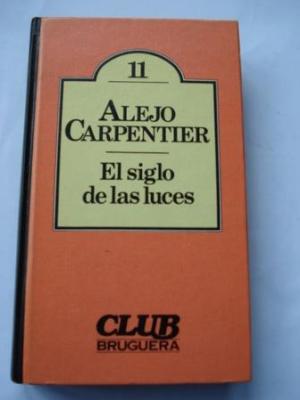 11
ALEJO
CARPENTIER
El siglo
de las luces
CLUB
BRUGUERA